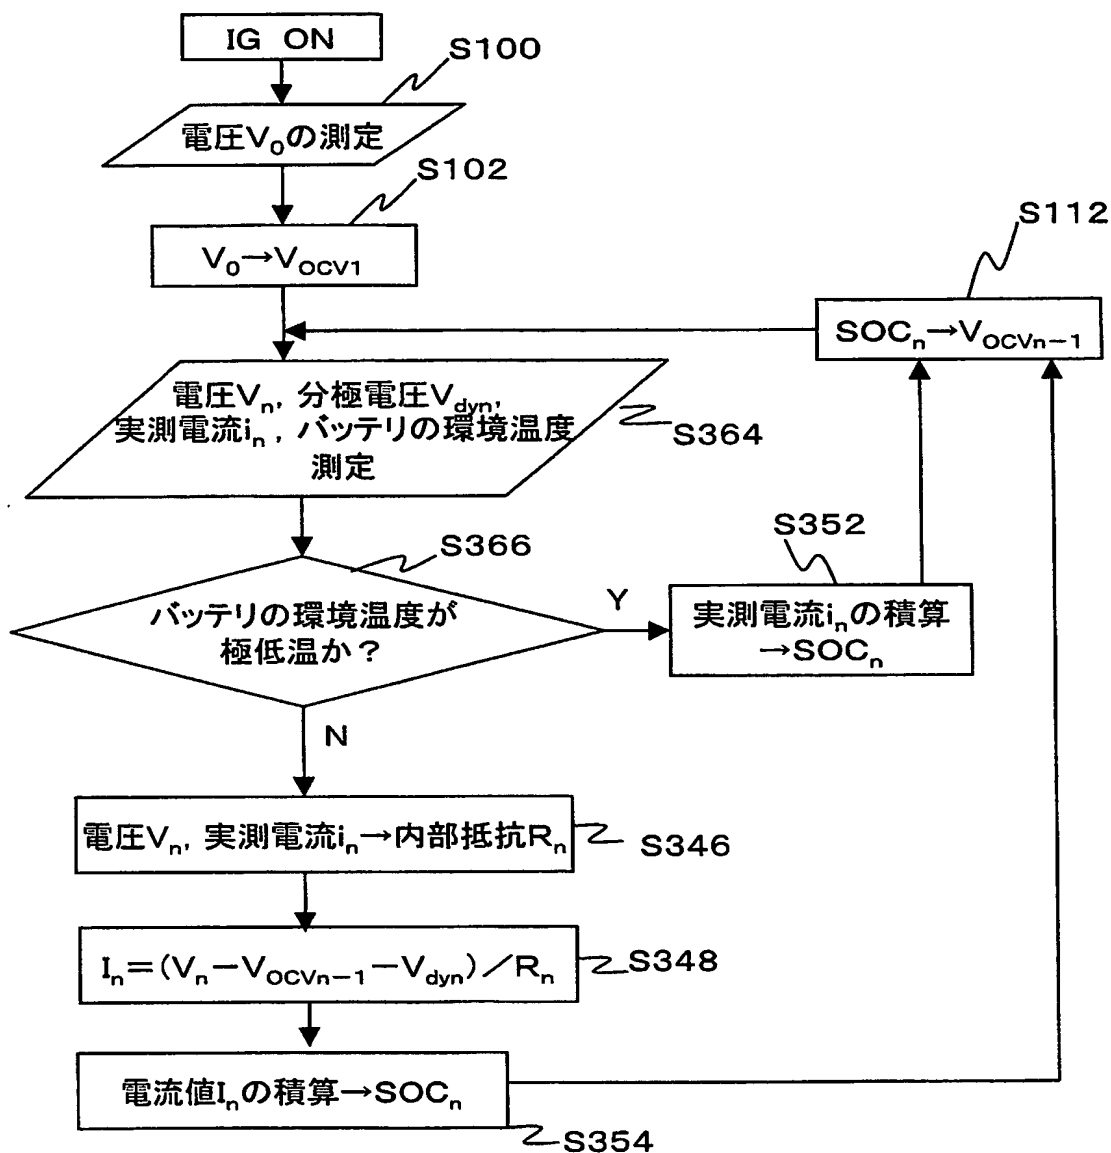 IG ON
S100
電圧V₀の測定
S102
V₀→V_OCV1
S112
SOCₙ→V_OCVn-1
電圧Vₙ, 分極電圧V_dyn,
実測電流iₙ, バッテリの環境温度
測定
S364
S366
バッテリの環境温度が
極低温か?
Y
S352
実測電流iₙの積算
→SOCₙ
N
電圧Vₙ, 実測電流iₙ→内部抵抗Rₙ
S346
Iₙ=(Vₙ-V_OCVn-1-V_dyn)/Rₙ
S348
電流値Iₙの積算→SOCₙ
S354